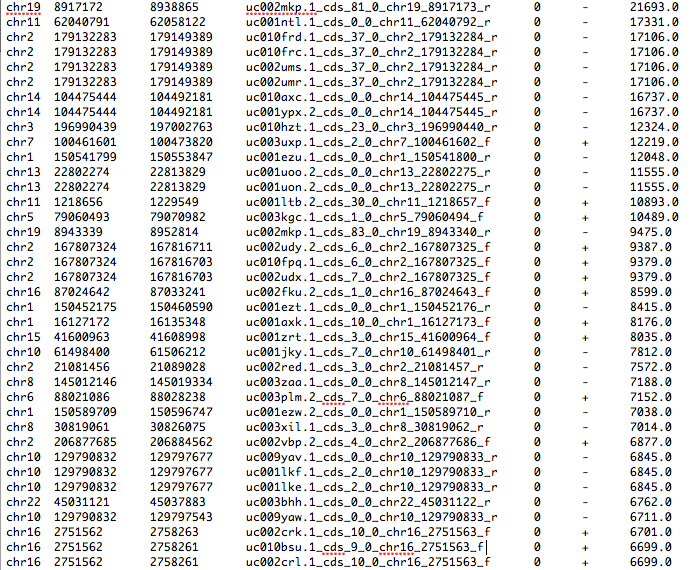 chr19 8917172 8938865 uc002mkp.1_cds_81_0_chr19_8917173_r 0 - 21693.0
chr11 62040791 62058122 uc001ntl.1_cds_0_0_chr11_62040792_r 0 - 17331.0
chr2 179132283 179149389 uc010frd.1_cds_37_0_chr2_179132284_r 0 - 17106.0
chr2 179132283 179149389 uc010frc.1_cds_37_0_chr2_179132284_r 0 - 17106.0
chr2 179132283 179149389 uc002ums.1_cds_37_0_chr2_179132284_r 0 - 17106.0
chr2 179132283 179149389 uc002umr.1_cds_37_0_chr2_179132284_r 0 - 17106.0
chr14 104475444 104492181 uc010axc.1_cds_0_0_chr14_104475445_r 0 - 16737.0
chr14 104475444 104492181 uc001ypx.2_cds_0_0_chr14_104475445_r 0 - 16737.0
chr3 196990439 197002763 uc010hzt.1_cds_23_0_chr3_196990440_r 0 - 12324.0
chr7 100461601 100473820 uc003uxp.1_cds_2_0_chr7_100461602_f 0 + 12219.0
chr1 150541799 150553847 uc001ezu.1_cds_0_0_chr1_150541800_r 0 - 12048.0
chr13 22802274 22813829 uc001uoo.2_cds_0_0_chr13_22802275_r 0 - 11555.0
chr13 22802274 22813829 uc001uon.2_cds_0_0_chr13_22802275_r 0 - 11555.0
chr11 1218656 1229549 uc001ltb.2_cds_30_0_chr11_1218657_f 0 + 10893.0
chr5 79060493 79070982 uc003kgc.1_cds_1_0_chr5_79060494_f 0 + 10489.0
chr19 8943339 8952814 uc002mkp.1_cds_83_0_chr19_8943340_r 0 - 9475.0
chr2 167807324 167816711 uc002udy.2_cds_6_0_chr2_167807325_f 0 + 9387.0
chr2 167807324 167816703 uc010fpq.1_cds_6_0_chr2_167807325_f 0 + 9379.0
chr2 167807324 167816703 uc002udx.2_cds_7_0_chr2_167807325_f 0 + 9379.0
chr16 87024642 87033241 uc002fku.2_cds_1_0_chr16_87024643_f 0 + 8599.0
chr1 150452175 150460590 uc001ezt.1_cds_0_0_chr1_150452176_r 0 - 8415.0
chr1 16127172 16135348 uc001axk.1_cds_10_0_chr1_16127173_f 0 + 8176.0
chr15 41600963 41608998 uc001zrt.1_cds_3_0_chr15_41600964_f 0 + 8035.0
chr10 61498400 61506212 uc001jky.1_cds_7_0_chr10_61498401_r 0 - 7812.0
chr2 21081456 21089028 uc002red.1_cds_3_0_chr2_21081457_r 0 - 7572.0
chr8 145012146 145019334 uc003zaa.1_cds_0_0_chr8_145012147_r 0 - 7188.0
chr6 88021086 88028238 uc003plm.2_cds_7_0_chr6_88021087_f 0 + 7152.0
chr1 150589709 150596747 uc001ezw.2_cds_0_0_chr1_150589710_r 0 - 7038.0
chr8 30819061 30826075 uc003xil.1_cds_3_0_chr8_30819062_r 0 - 7014.0
chr2 206877685 206884562 uc002vbp.2_cds_4_0_chr2_206877686_f 0 + 6877.0
chr10 129790832 129797677 uc009yav.1_cds_0_0_chr10_129790833_r 0 - 6845.0
chr10 129790832 129797677 uc001lkf.2_cds_2_0_chr10_129790833_r 0 - 6845.0
chr10 129790832 129797677 uc001lke.2_cds_2_0_chr10_129790833_r 0 - 6845.0
chr22 45031121 45037883 uc003bhh.1_cds_0_0_chr22_45031122_r 0 - 6762.0
chr10 129790832 129797543 uc009yaw.1_cds_0_0_chr10_129790833_r 0 - 6711.0
chr16 2751562 2758263 uc002crk.1_cds_10_0_chr16_2751563_f 0 + 6701.0
chr16 2751562 2758261 uc010bsu.1_cds_9_0_chr16_2751563_f 0 + 6699.0
chr16 2751562 2758261 uc002crl.1_cds_10_0_chr16_2751563_f 0 + 6699.0